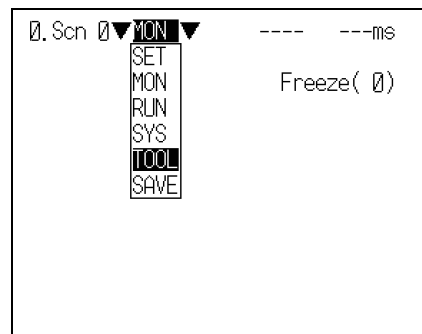 0.Scn 0▼MON ▼ ---- ---ms
SET
MON Freeze( 0)
RUN
SYS
TOOL
SAVE